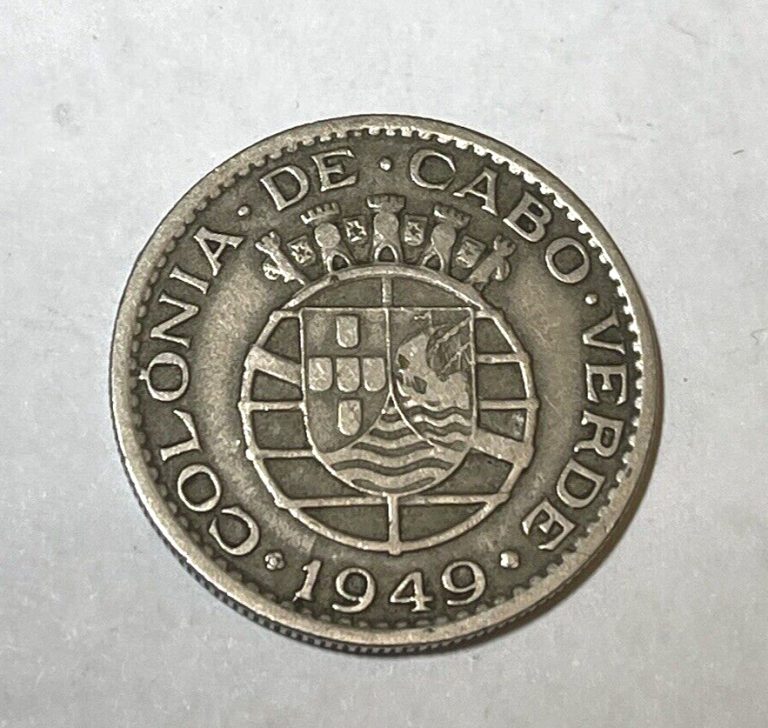 COLÓNIA · DE · CABO · VERDE
· 1949 ·